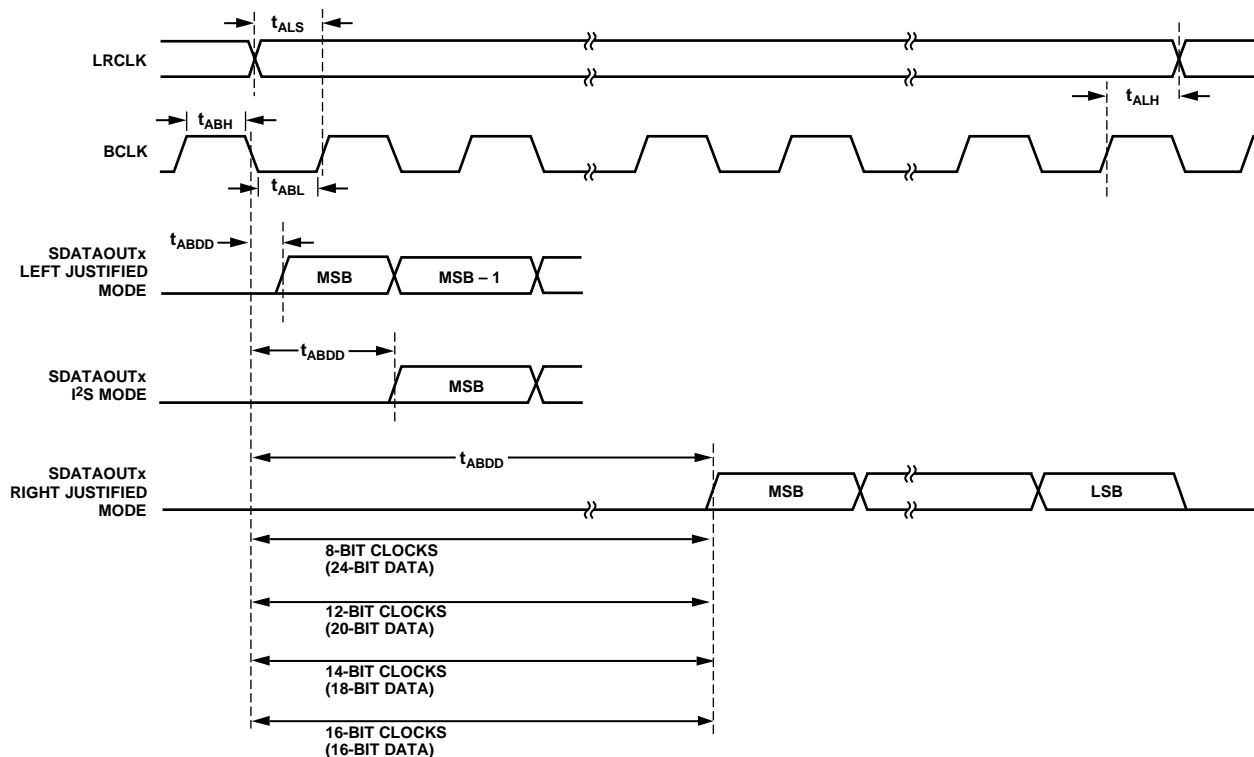 tALS
LRCLK
tALH
tABH
BCLK
tABL
tABDD
SDATAOUTx
LEFT JUSTIFIED
MODE
MSB
MSB – 1
tABDD
SDATAOUTx
I²S MODE
MSB
tABDD
SDATAOUTx
RIGHT JUSTIFIED
MODE
MSB
LSB
8-BIT CLOCKS
(24-BIT DATA)
12-BIT CLOCKS
(20-BIT DATA)
14-BIT CLOCKS
(18-BIT DATA)
16-BIT CLOCKS
(16-BIT DATA)